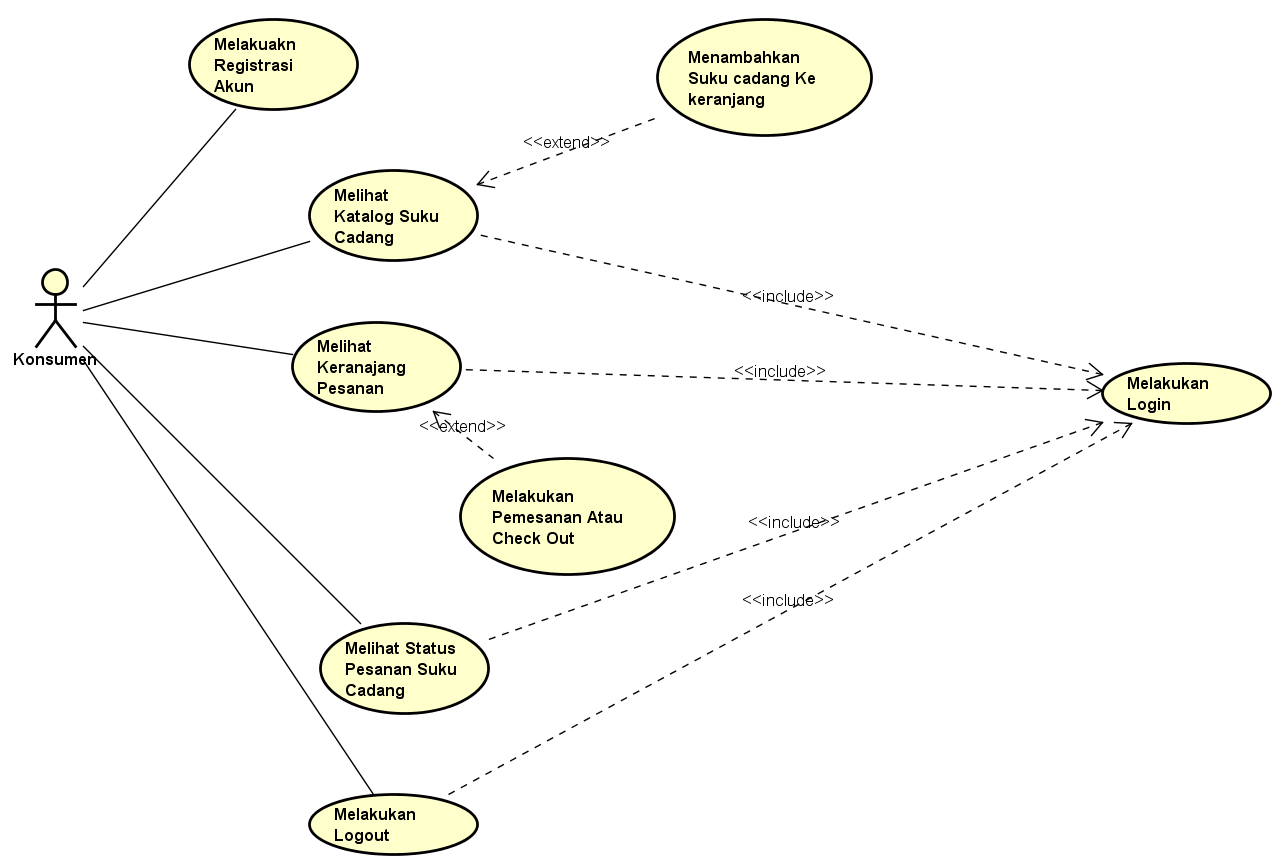 Melakuakn
Registrasi
Akun
Menambahkan
Suku cadang Ke
keranjang
<<extend>>
Melihat
Katalog Suku
Cadang
<<include>>
Konsumen
Melihat
Keranajang
Pesanan
<<include>>
Melakukan
Login
<<extend>>
Melakukan
Pemesanan Atau
Check Out
<<include>>
<<include>>
Melihat Status
Pesanan Suku
Cadang
Melakukan
Logout